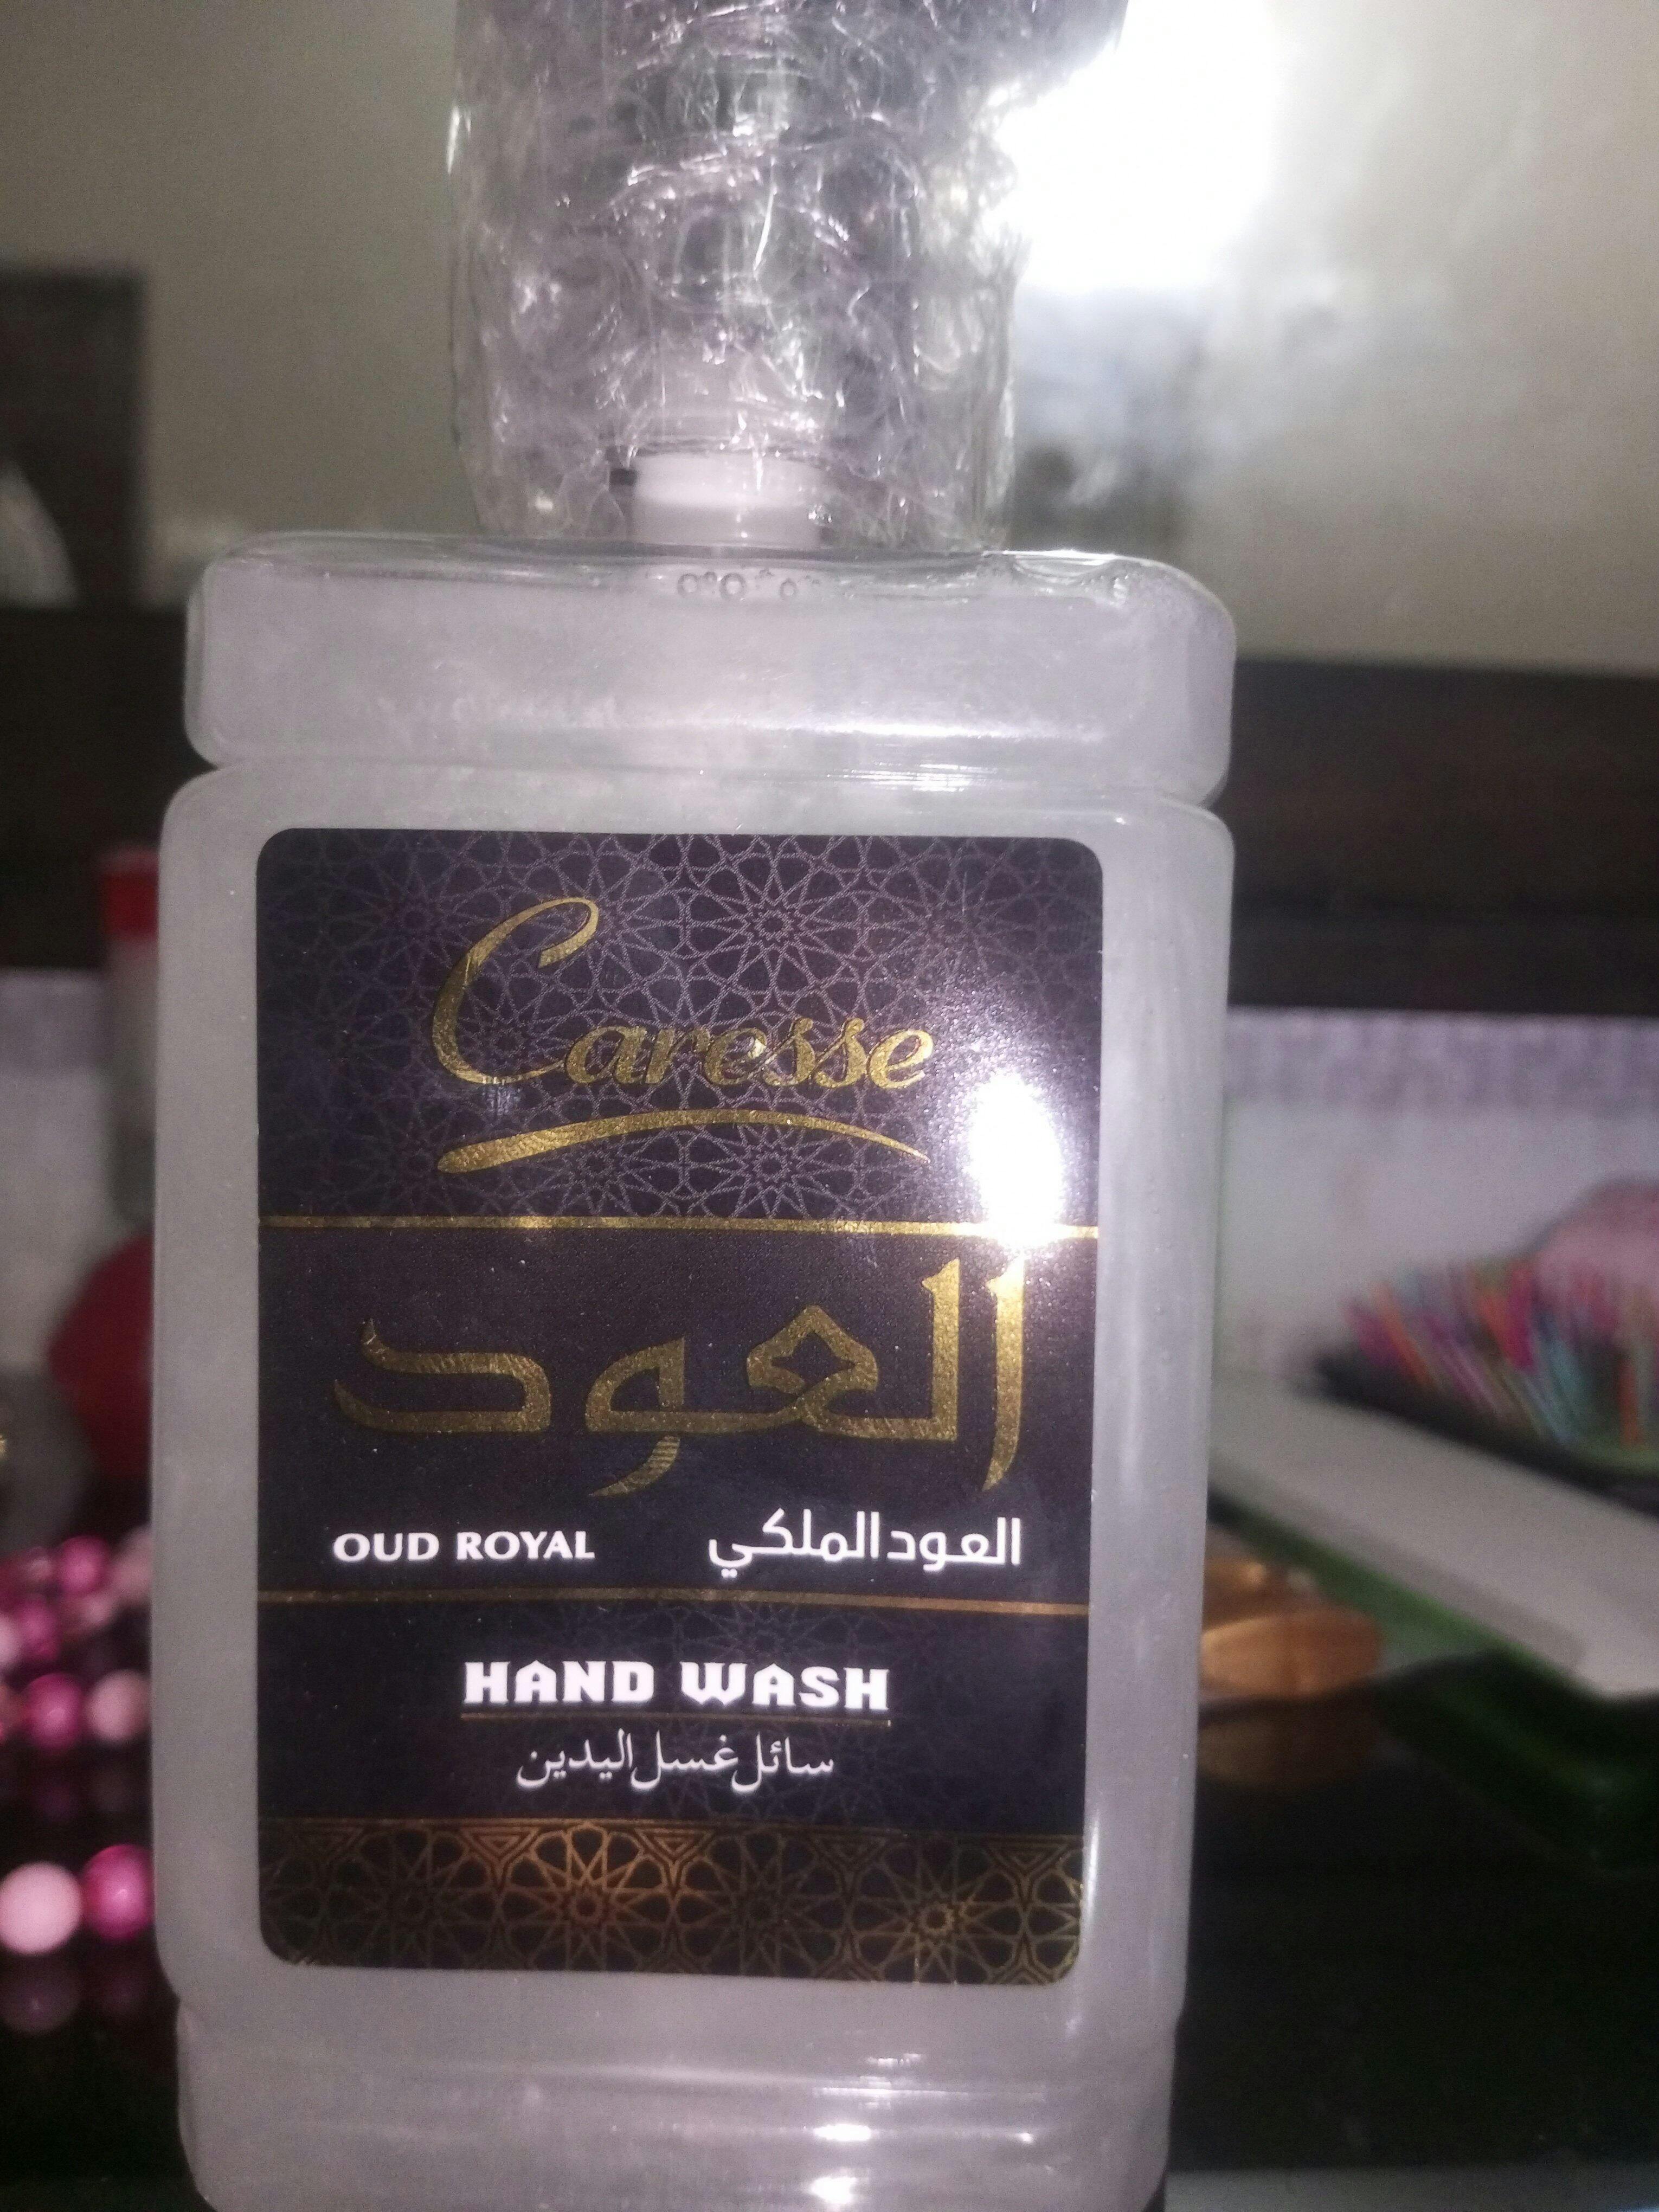 Caresse
العود
OUD ROYAL العود الملكي
HAND WASH
سائل غسل اليدين